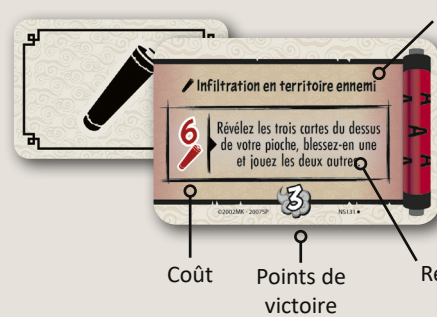 Infiltration en territoire ennemi
6
Révélez les trois cartes du dessus
de votre pioche, blessez-en une
et jouez les deux autres.
3
©2002MK - 2007SP
NS131
Coût
Points de
victoire
Re
A
A
A